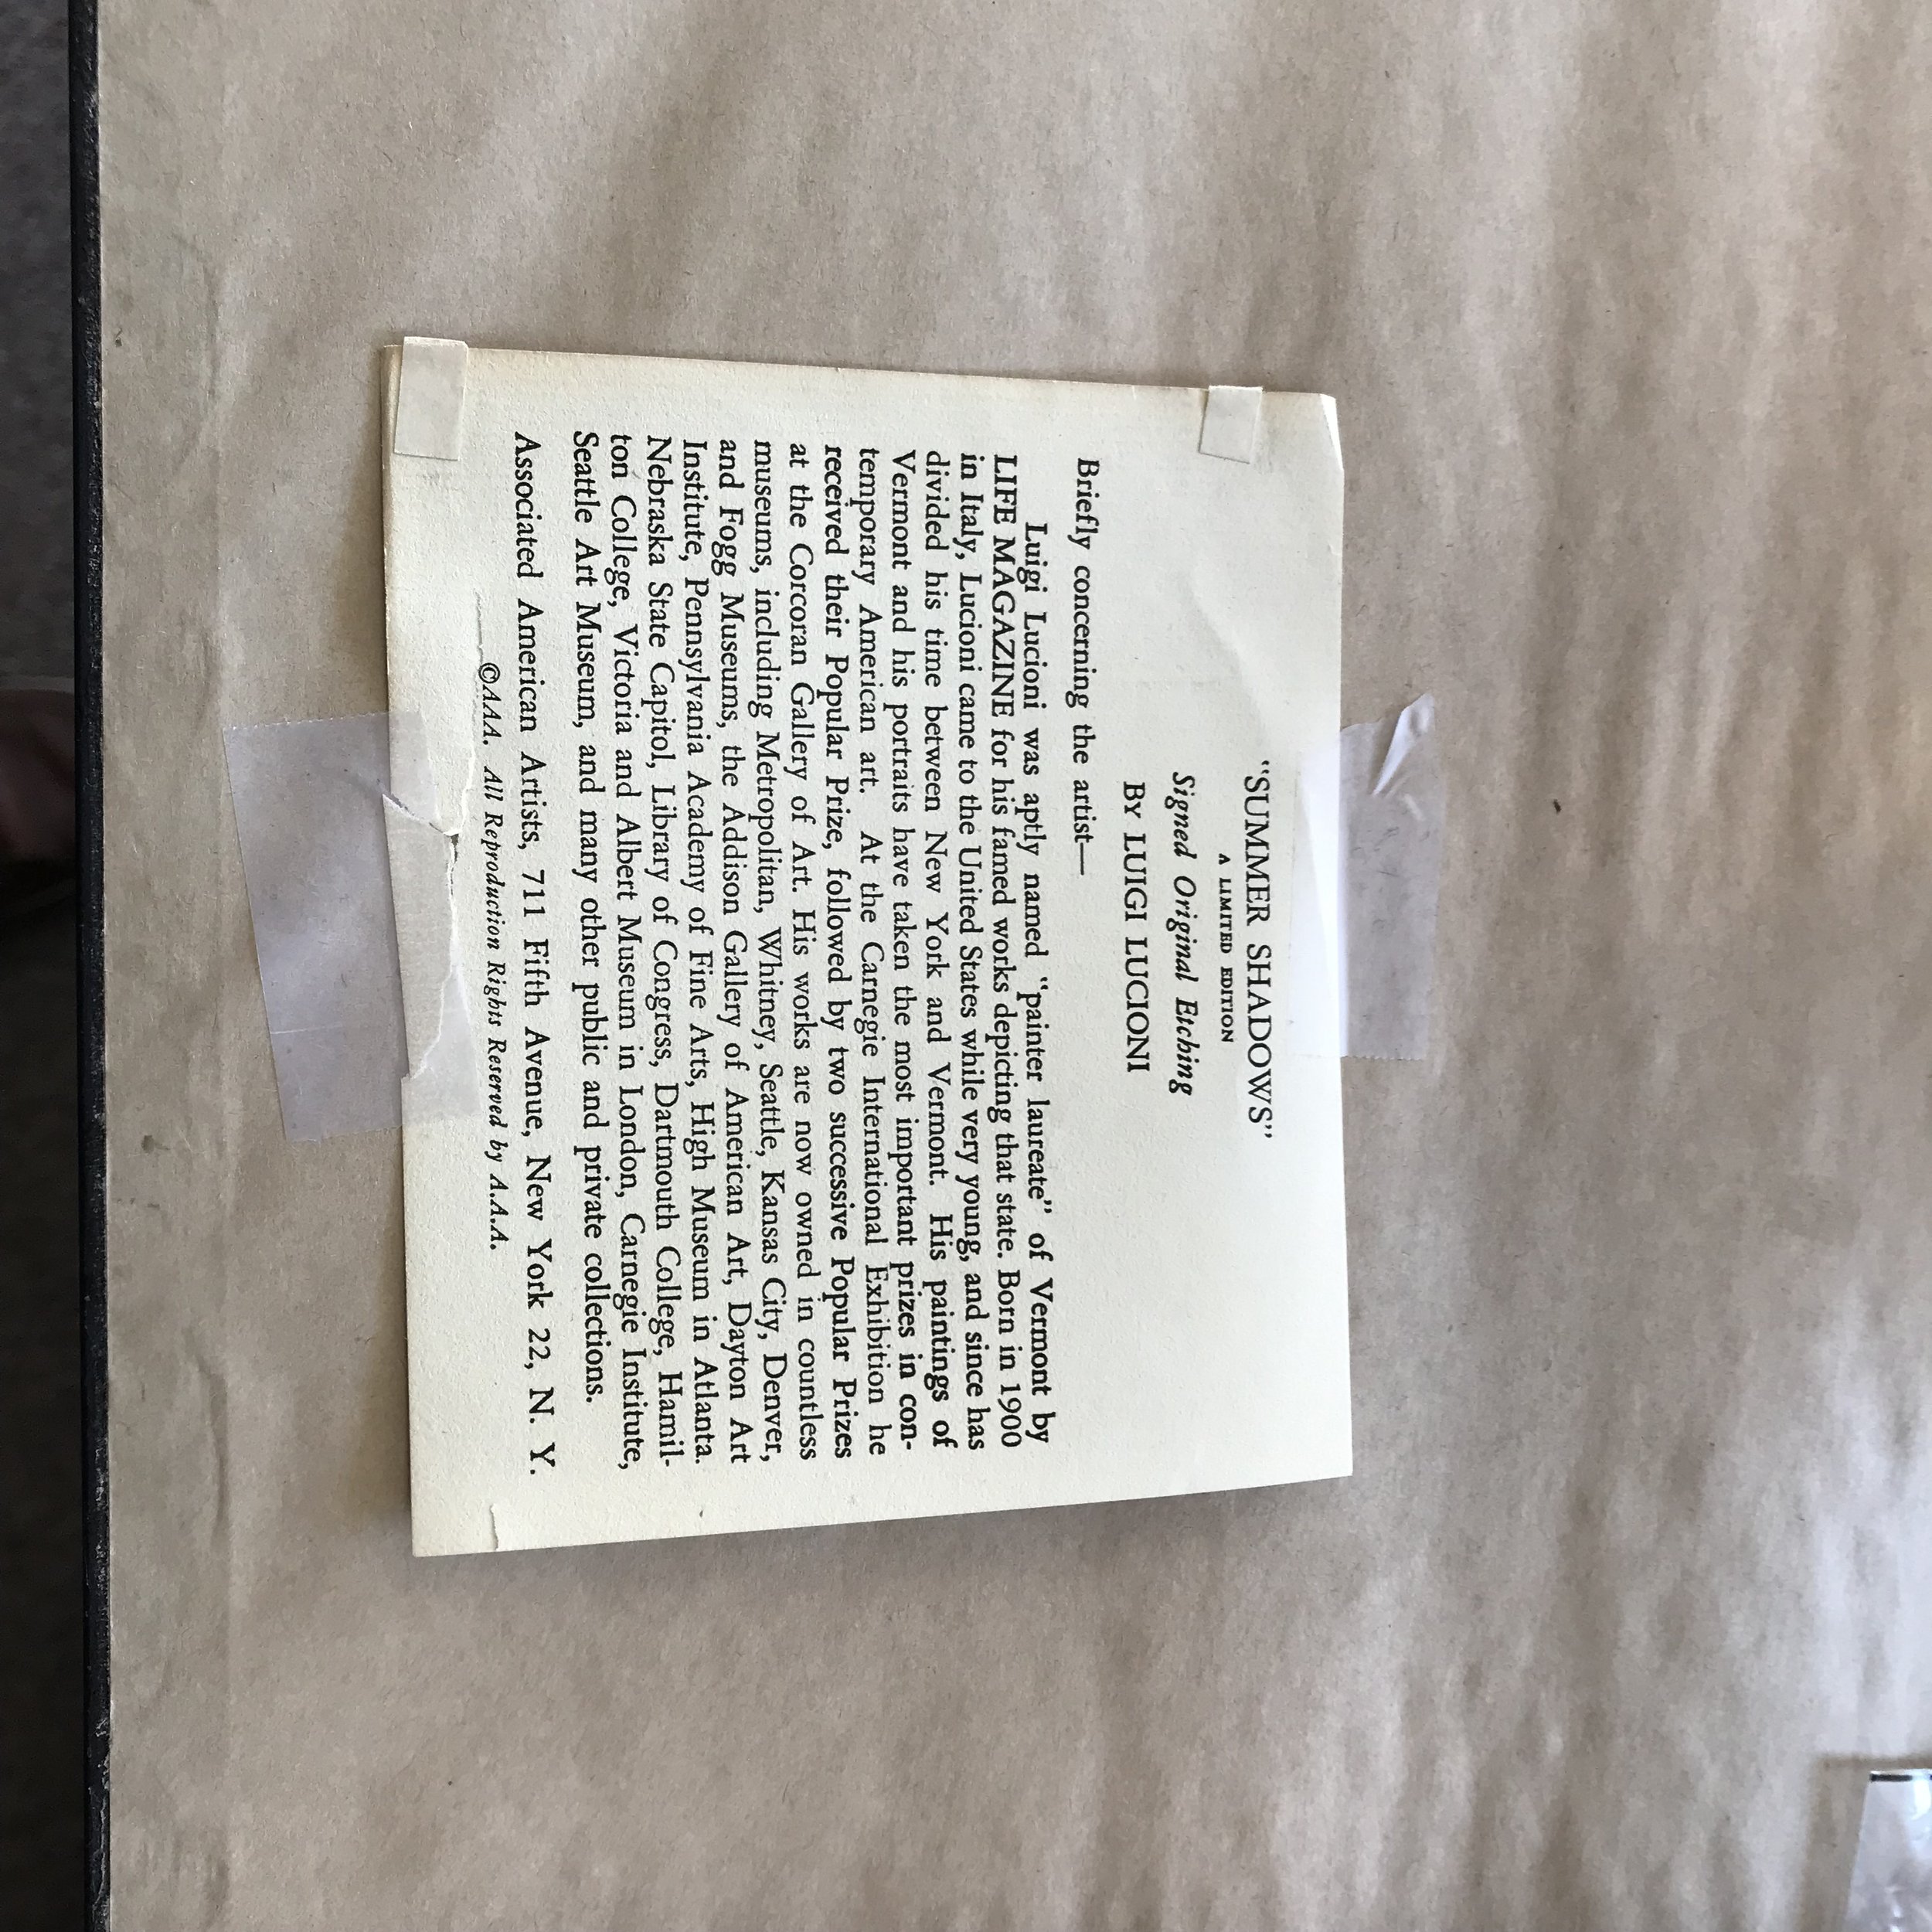 "SUMMER SHADOWS"
A LIMITED EDITION
Signed Original Etching
BY LUIGI LUCIONI
Briefly concerning the artist—
Luigi Lucioni was aptly named "painter laureate" of Vermont by
LIFE MAGAZINE for his famed works depicting that state. Born in 1900
in Italy, Lucioni came to the United States while very young, and since has
divided his time between New York and Vermont. His paintings of
Vermont and his portraits have taken the most important prizes in con-
temporary American art. At the Carnegie International Exhibition he
received their Popular Prize, followed by two successive Popular Prizes
at the Corcoran Gallery of Art. His works are now owned in countless
museums, including Metropolitan, Whitney, Seattle, Kansas City, Denver,
and Fogg Museums, the Addison Gallery of American Art, Dayton Art
Institute, Pennsylvania Academy of Fine Arts, High Museum in Atlanta.
Nebraska State Capitol, Library of Congress, Dartmouth College, Hamil-
ton College, Victoria and Albert Museum in London, Carnegie Institute,
Seattle Art Museum, and many other public and private collections.
Associated American Artists, 711 Fifth Avenue, New York 22, N. Y.
©AAA. All Reproduction Rights Reserved by A.A.A.